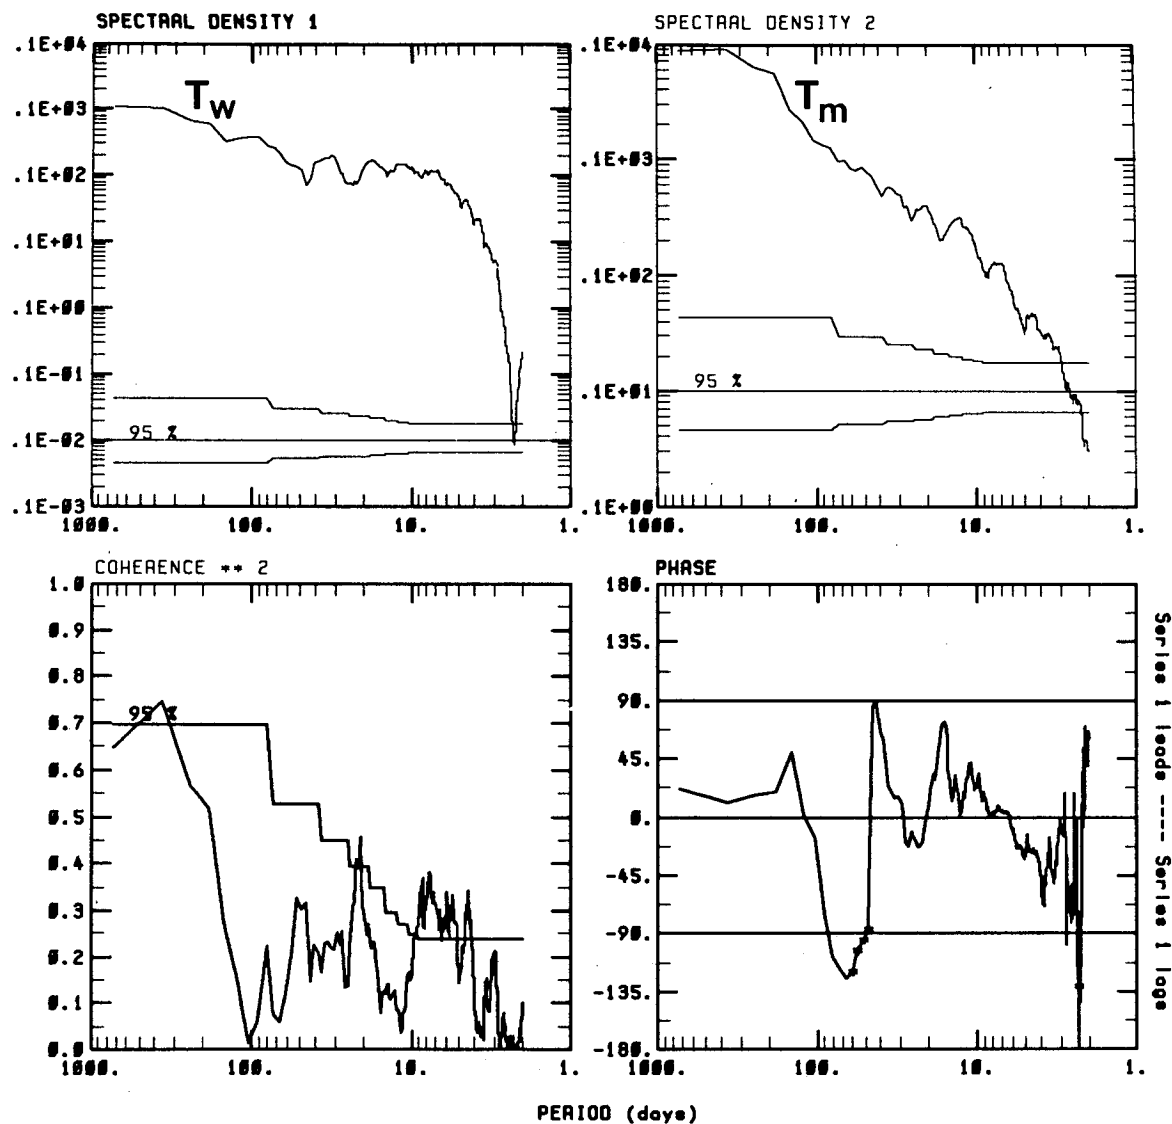 SPECTRAL DENSITY 1
.1E+04
.1E+03
.1E+02
.1E+01
.1E+00
.1E-01
.1E-02
.1E-03
Tw
95 %
1000.
100.
10.
1.
SPECTRAL DENSITY 2
.1E+04
.1E+03
.1E+02
.1E+01
.1E+00
Tm
95 %
1000.
100.
10.
1.
COHERENCE ** 2
1.0
0.9
0.8
0.7
0.6
0.5
0.4
0.3
0.2
0.1
0.0
95 %
1000.
100.
10.
1.
PHASE
180.
135.
90.
45.
0.
-45.
-90.
-135.
-180.
1000.
100.
10.
1.
Series 1 leads ---- Series 1 lags
PERIOD (days)